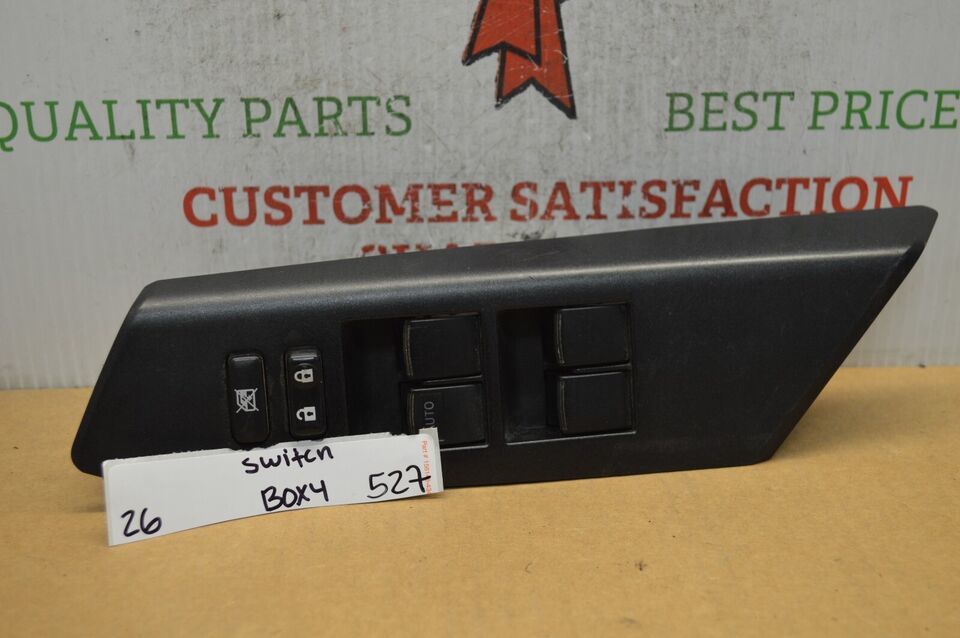 QUALITY PARTS
BEST PRICE
CUSTOMER SATISFACTION
AUTO
switch
BOX4
527
26